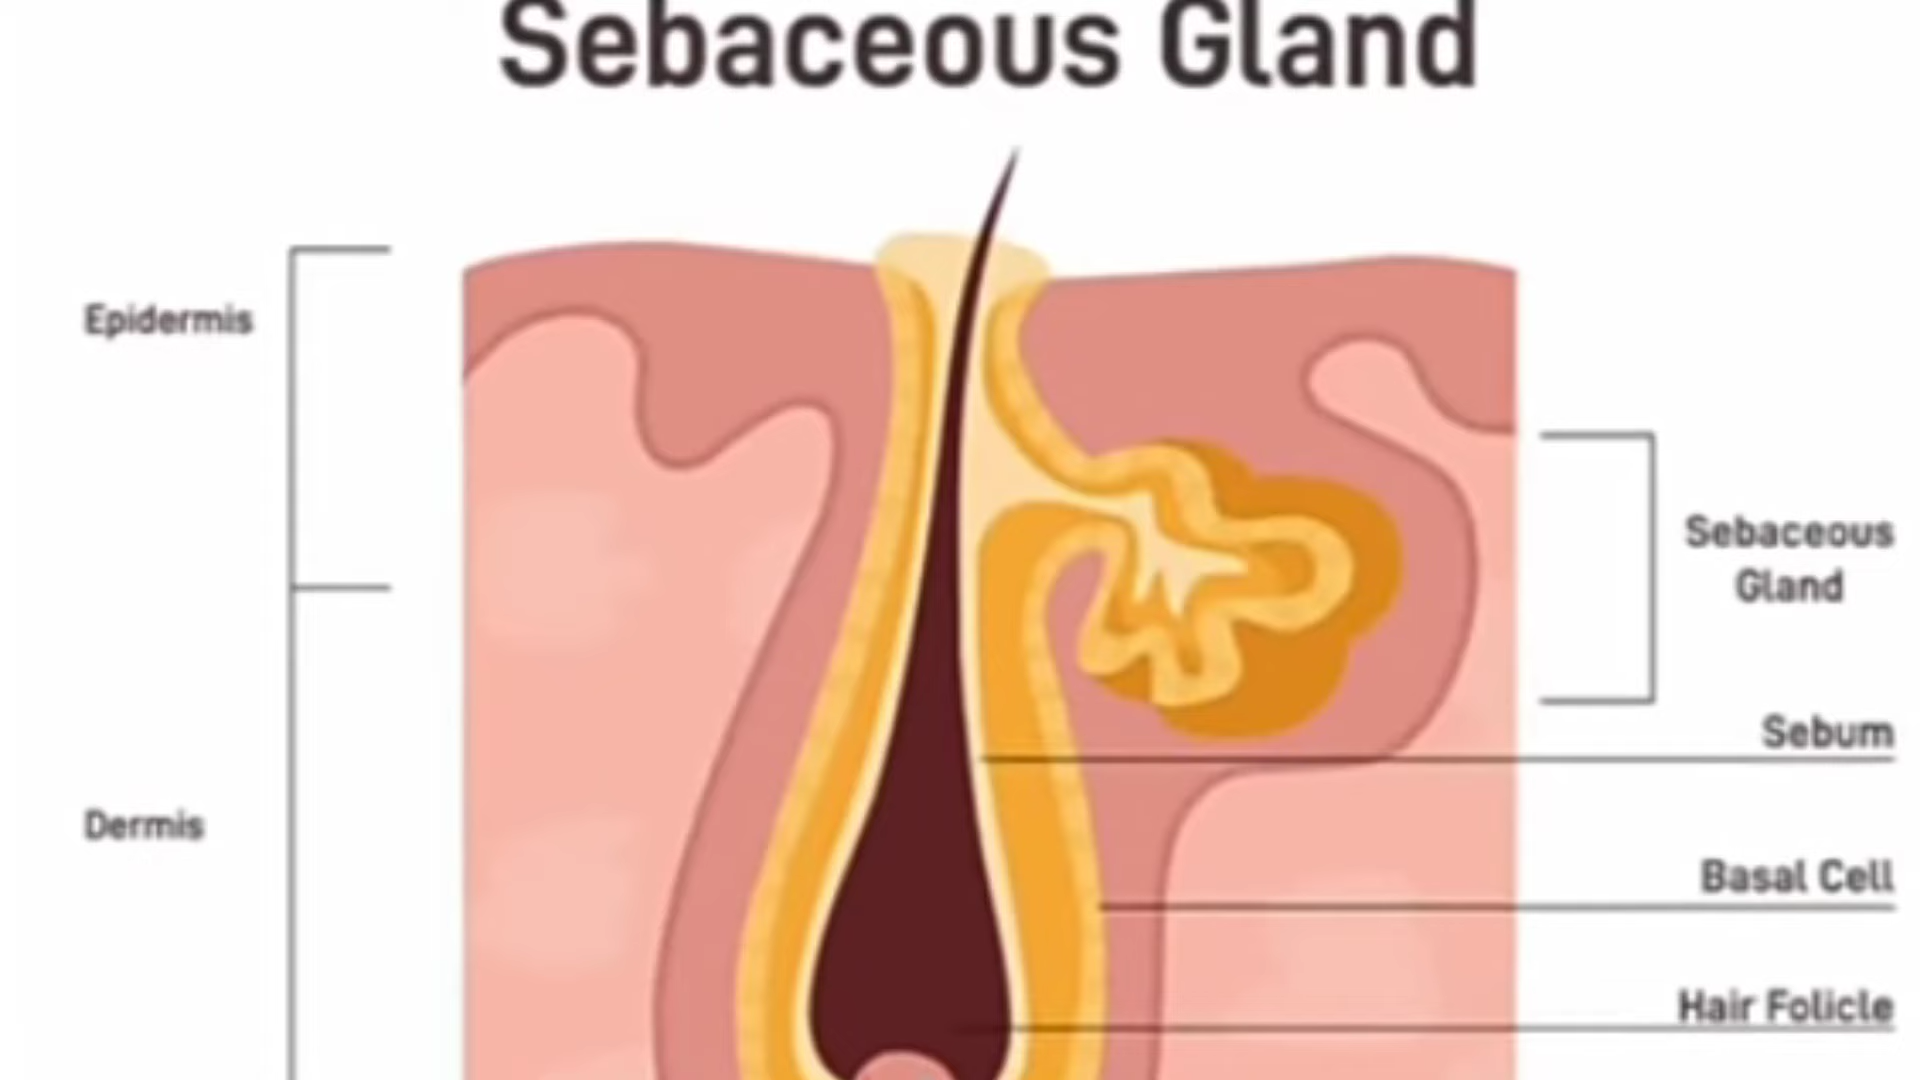 Sebaceous Gland
Epidermis
Sebaceous
Gland
Sebum
Dermis
Basal Cell
Hair Folicle